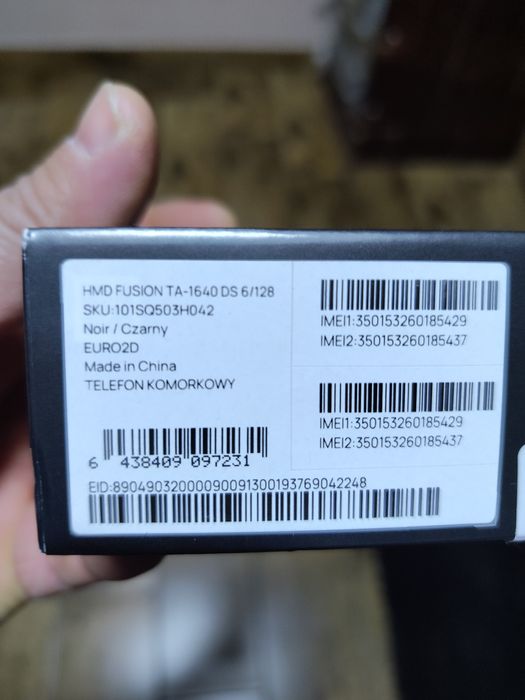 HMD FUSION TA-1640 DS 6/128
SKU:101SQ503H042
Noir / Czarny
EURO2D
Made in China
TELEFON KOMORKOWY
6 438409 097231
EID:89049032000090091300193769042248
IMEI1:350153260185429
IMEI2:350153260185437
IMEI1:350153260185429
IMEI2:350153260185437